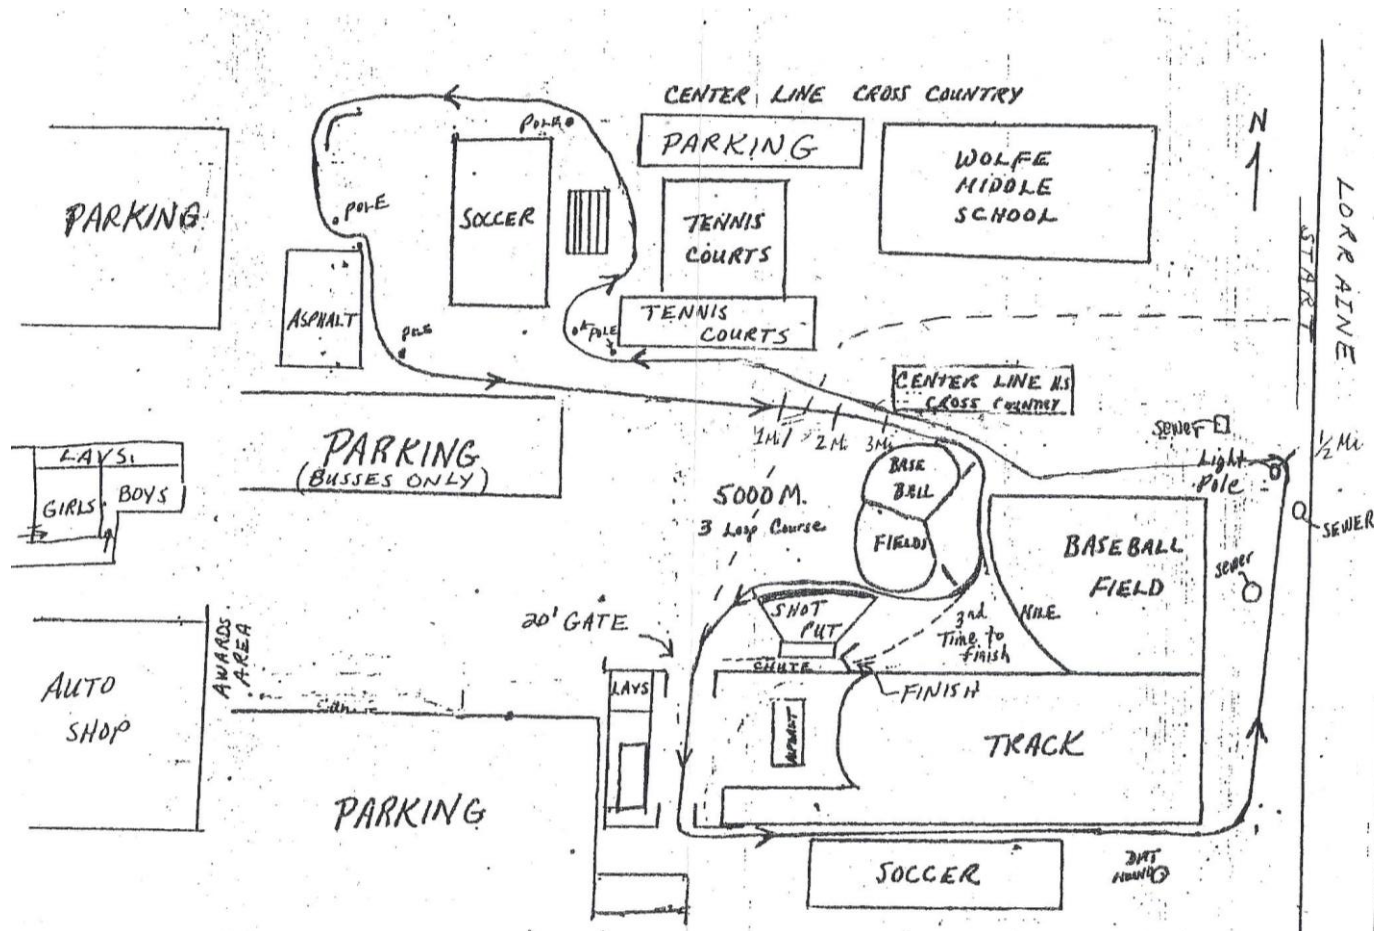 CENTER LINE CROSS COUNTRY
PARKING
WOLFE
MIDDLE
SCHOOL
N
LORRAINE
START
POLE
PARKING
POLE
SOCCER
TENNIS
COURTS
TENNIS
COURTS
ASPHALT
POLE
POLE
CENTER LINE H.S
CROSS COUNTRY
1 Mi
2 Mi
3 Mi
SEWER
Light
Pole
1/2 Mi
SEWER
SEWER
LAVS.
GIRLS
BOYS
PARKING
(BUSSES ONLY)
5000 M.
3 Loop Course
BASE
BALL
FIELDS
BASEBALL
FIELD
20' GATE
SHOT
PUT
3rd
Time to
Finish
CHUTE
FINISH
AWARDS
AREA
AUTO
SHOP
LAVS
ASPHALT
TRACK
PARKING
SOCCER
DIRT
MOUND